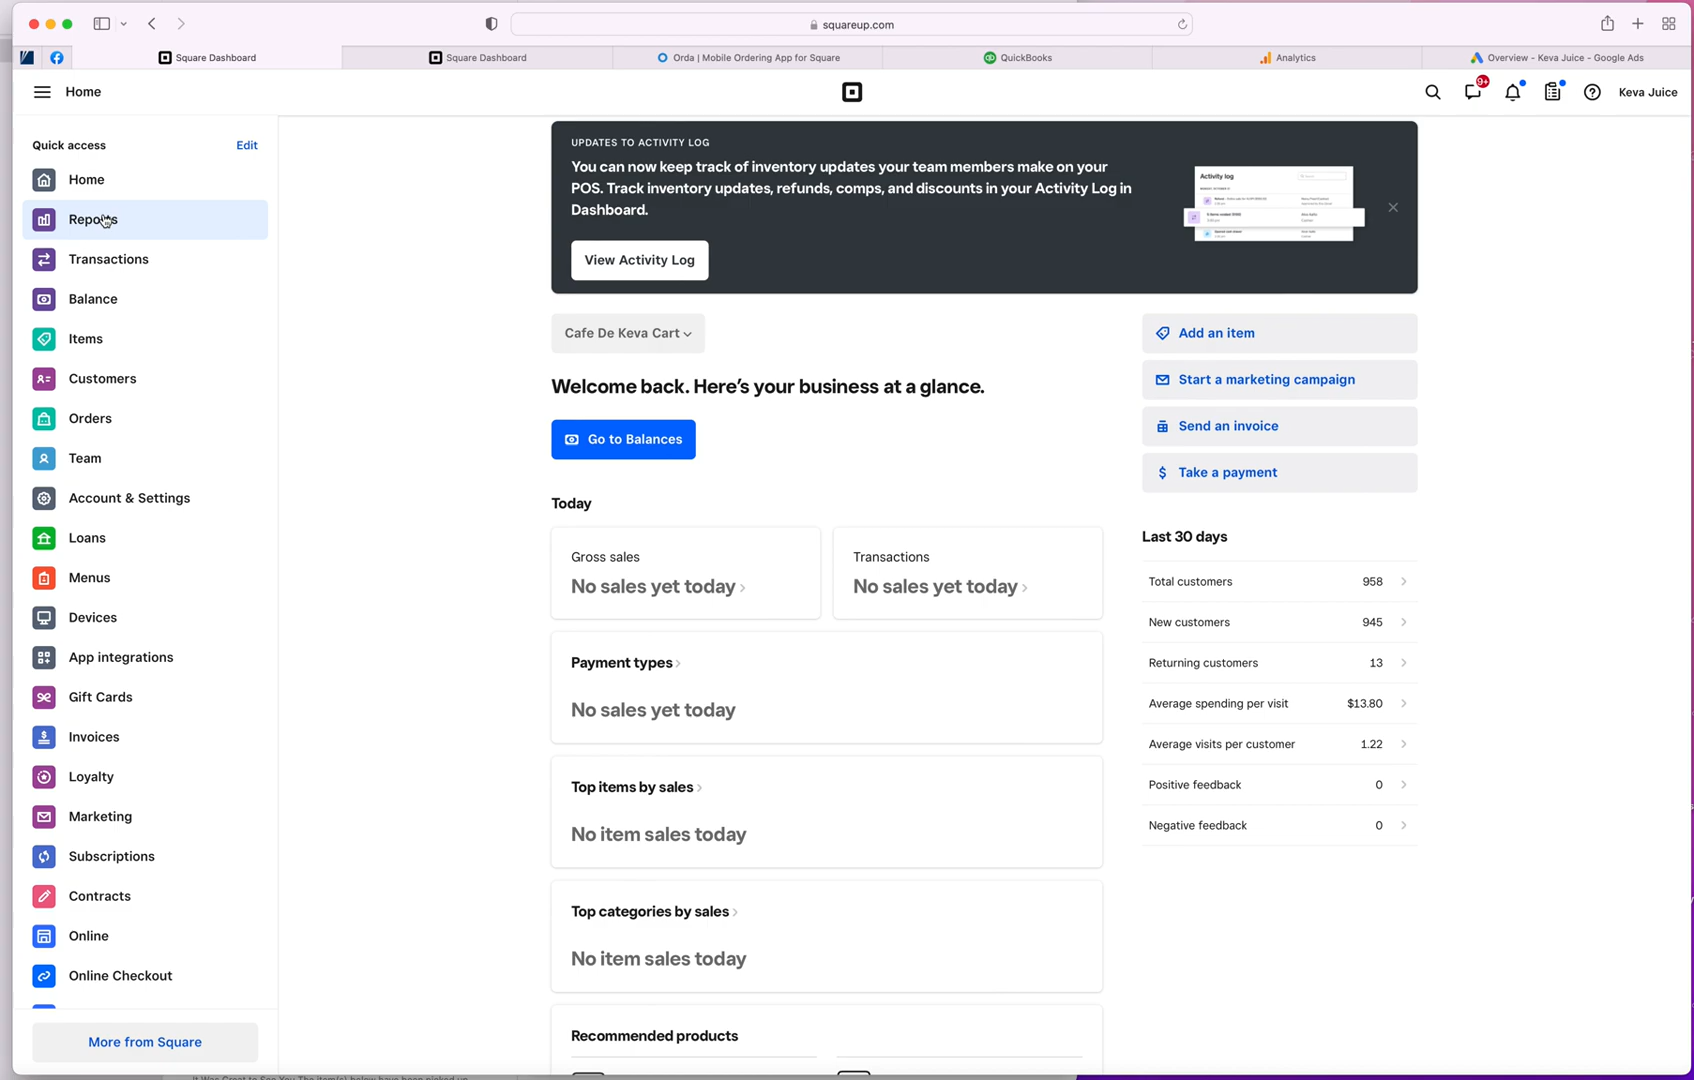 squareup.com
Square Dashboard
Square Dashboard
Orda | Mobile Ordering App for Square
QuickBooks
Analytics
Overview - Keva Juice - Google Ads
Home
9+
Keva Juice
Quick access
Edit
Home
Reports
Transactions
Balance
Items
Customers
Orders
Team
Account & Settings
Loans
Menus
Devices
App integrations
Gift Cards
Invoices
Loyalty
Marketing
Subscriptions
Contracts
Online
Online Checkout
More from Square
UPDATES TO ACTIVITY LOG
You can now keep track of inventory updates your team members make on your
POS. Track inventory updates, refunds, comps, and discounts in your Activity Log in
Dashboard.
View Activity Log
Activity log
Cafe De Keva Cart
Welcome back. Here's your business at a glance.
Go to Balances
Today
Gross sales
No sales yet today
Transactions
No sales yet today
Payment types
No sales yet today
Top items by sales
No item sales today
Top categories by sales
No item sales today
Recommended products
Add an item
Start a marketing campaign
Send an invoice
Take a payment
Last 30 days
Total customers 958
New customers 945
Returning customers 13
Average spending per visit $13.80
Average visits per customer 1.22
Positive feedback 0
Negative feedback 0